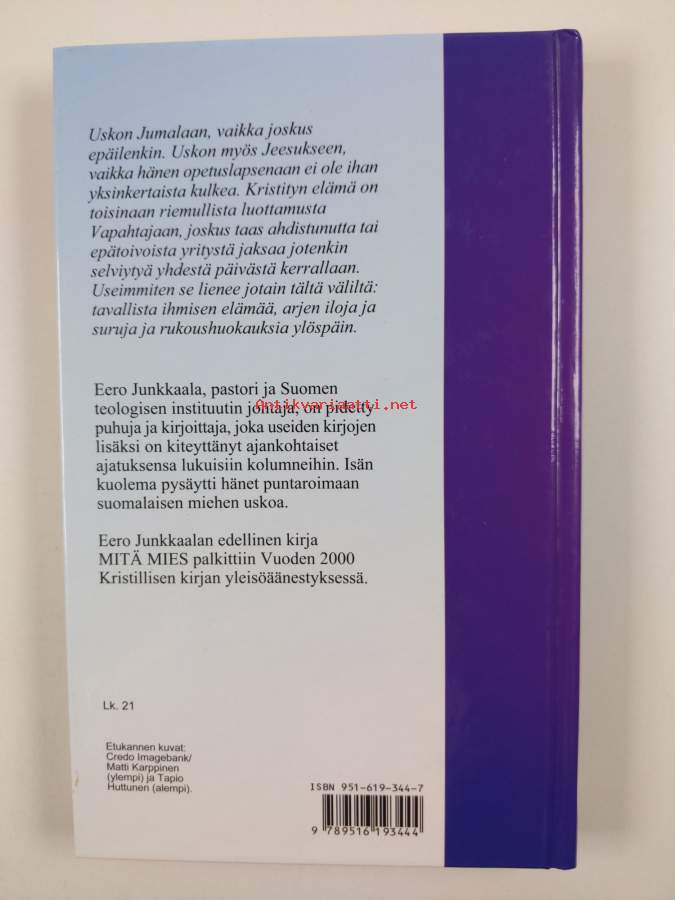 Uskon Jumalaan, vaikka joskus
epäilenkin. Uskon myös Jeesukseen,
vaikka hänen opetuslapsenaan ei ole ihan
yksinkertaista kulkea. Kristityn elämä on
toisinaan riemullista luottamusta
Vapahtajaan, joskus taas ahdistunutta tai
epätoivoista yritystä jaksaa jotenkin
selviytyä yhdestä päivästä kerrallaan.
Useimmiten se lienee jotain tältä väliltä:
tavallista ihmisen elämää, arjen iloja ja
suruja ja rukoushuokauksia ylöspäin.
Eero Junkkaala, pastori ja Suomen
teologisen instituutin johtaja, on pidetty
Antikvariaatti.net
puhuja ja kirjoittaja, joka useiden kirjojen
lisäksi on kiteyttänyt ajankohtaiset
ajatuksensa lukuisiin kolumneihin. Isän
kuolema pysäytti hänet puntaroimaan
suomalaisen miehen uskoa.
Eero Junkkaalan edellinen kirja
MITÄ MIES palkittiin Vuoden 2000
Kristillisen kirjan yleisöäänestyksessä.
Lk. 21
Etukannen kuvat:
Credo Imagebank/
Matti Karppinen
(ylempi) ja Tapio
Huttunen (alempi).
ISBN 951-619-344-7
9 789516 193444